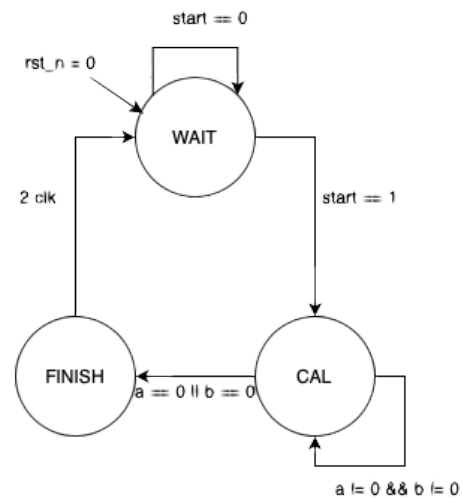 start == 0
rst_n = 0
WAIT
2 clk
start == 1
FINISH
CAL
a == 0 || b == 0
a != 0 && b != 0